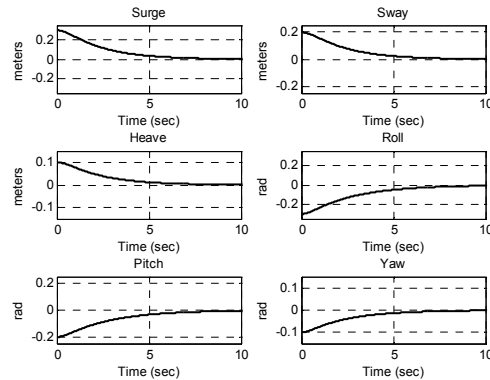 Surge
Sway
meters
0.2
0
-0.2
0 5 10
Time (sec)
0.2
0
-0.2
0 5 10
Time (sec)
Heave
Roll
meters
0.1
0
-0.1
0 5 10
Time (sec)
rad
0.2
0
-0.2
0 5 10
Time (sec)
Pitch
Yaw
rad
0.2
0
-0.2
0 5 10
Time (sec)
rad
0.1
0
-0.1
0 5 10
Time (sec)